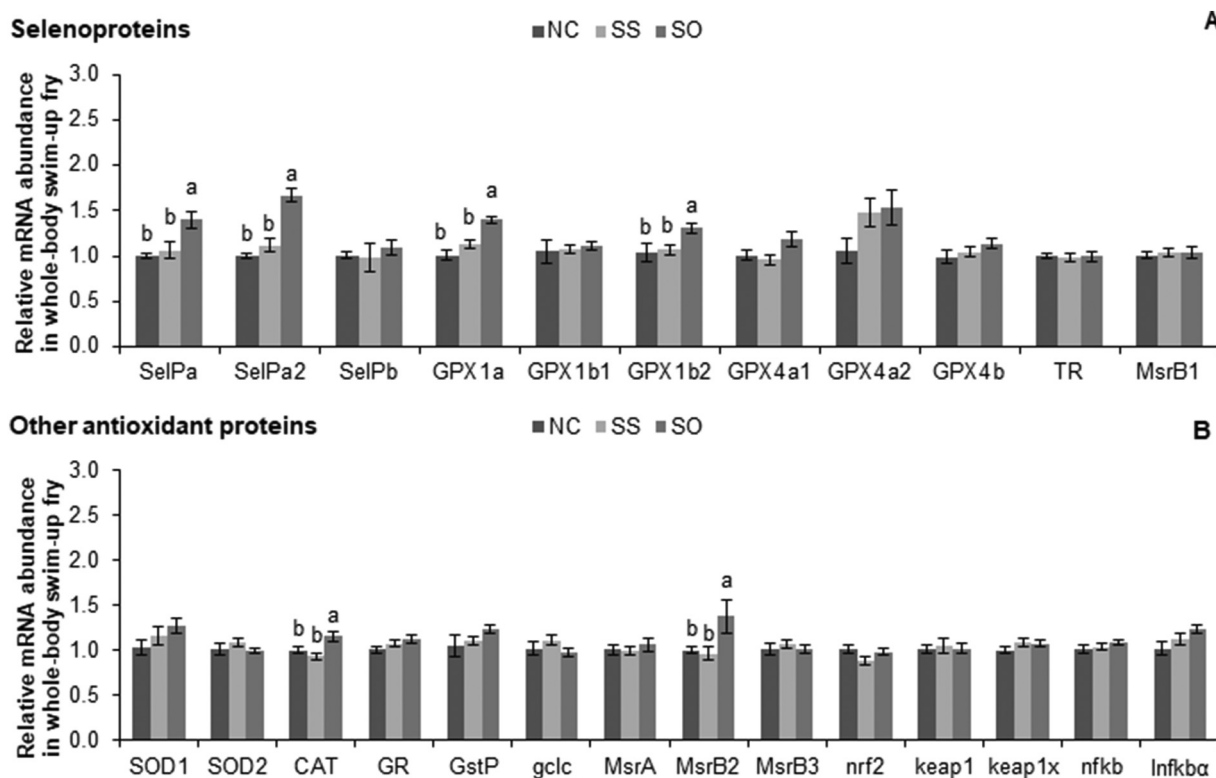 Selenoproteins
NC SS SO
A
Relative mRNA abundance
in whole-body swim-up fry
3.0
2.5
2.0
1.5
1.0
0.5
0.0
b b a
b b a
b b a
b b a
SelPa SelPa2 SelPb GPX1a GPX1b1 GPX1b2 GPX4a1 GPX4a2 GPX4b TR MsrB1
Other antioxidant proteins
NC SS SO
B
Relative mRNA abundance
in whole-body swim-up fry
3.0
2.5
2.0
1.5
1.0
0.5
0.0
b b a
b b a
SOD1 SOD2 CAT GR GstP gclc MsrA MsrB2 MsrB3 nrf2 keap1 keap1x nfkb Infkbα